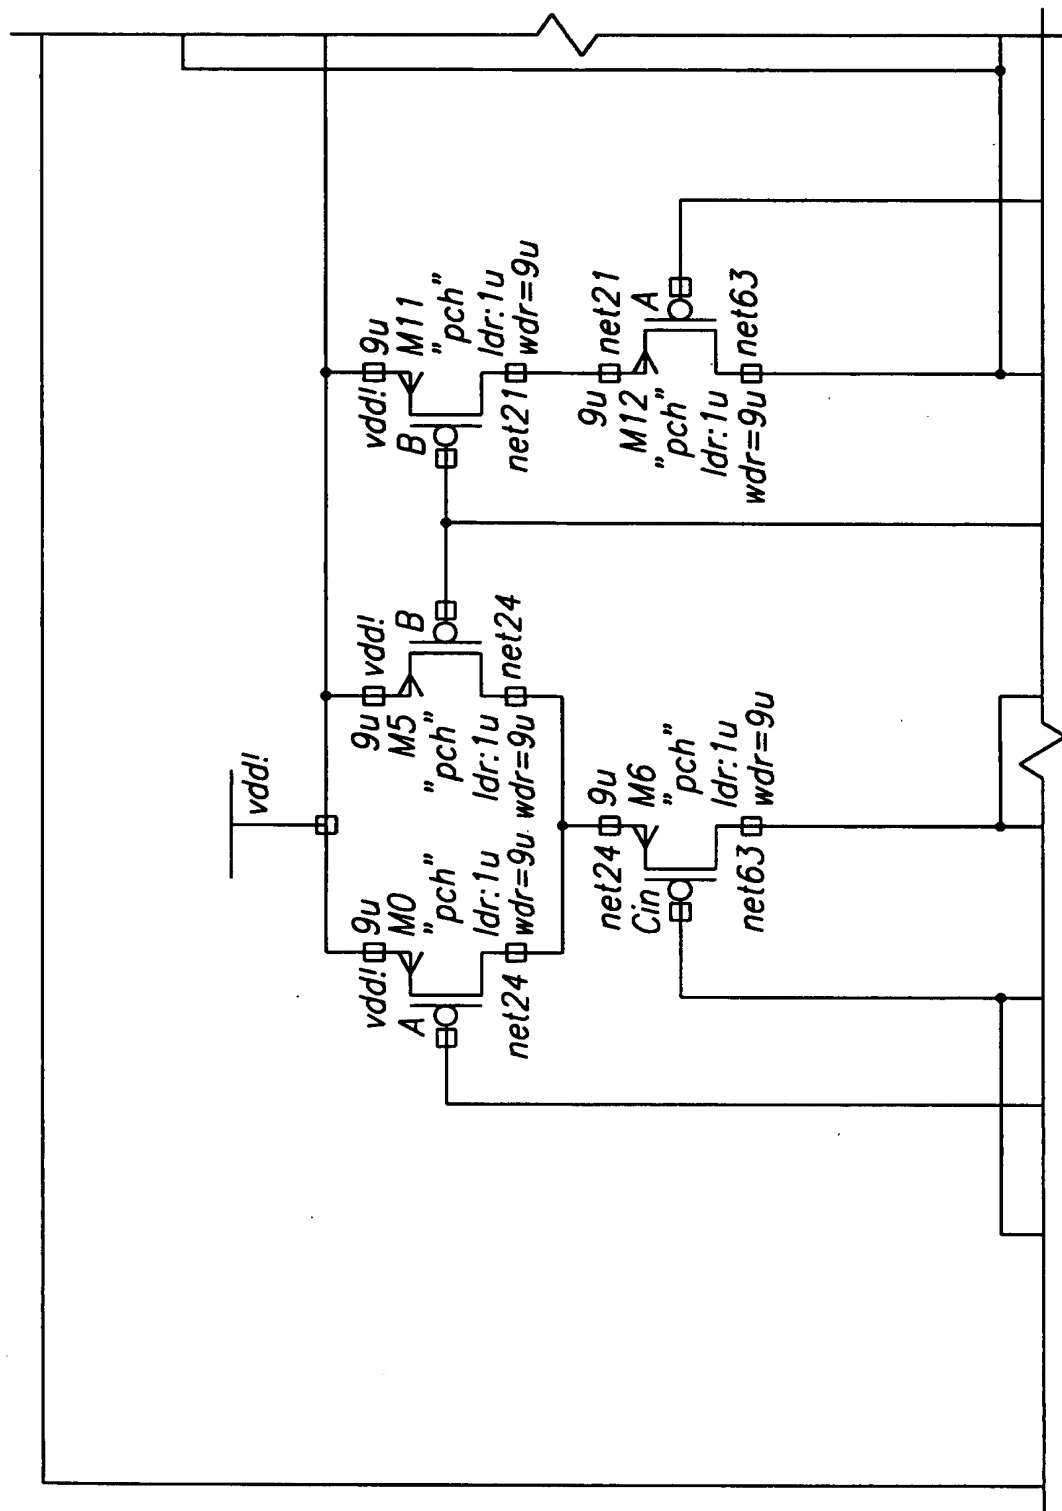 vdd!
vdd!
9u
M0
A
"pch"
ldr:1u
wdr=9u
net24
9u
vdd!
M5
B
"pch"
ldr:1u
wdr=9u
net24
vdd!
9u
M11
B
"pch"
ldr:1u
wdr=9u
net21
net24
9u
Cin
M6
"pch"
ldr:1u
wdr=9u
net63
9u
net21
M12
A
"pch"
ldr:1u
wdr=9u
net63